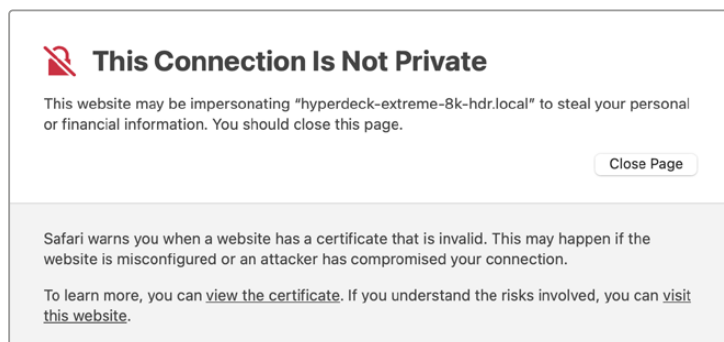 This Connection Is Not Private
This website may be impersonating “hyperdeck-extreme-8k-hdr.local” to steal your personal
or financial information. You should close this page.
Close Page
Safari warns you when a website has a certificate that is invalid. This may happen if the
website is misconfigured or an attacker has compromised your connection.
To learn more, you can view the certificate. If you understand the risks involved, you can visit
this website.